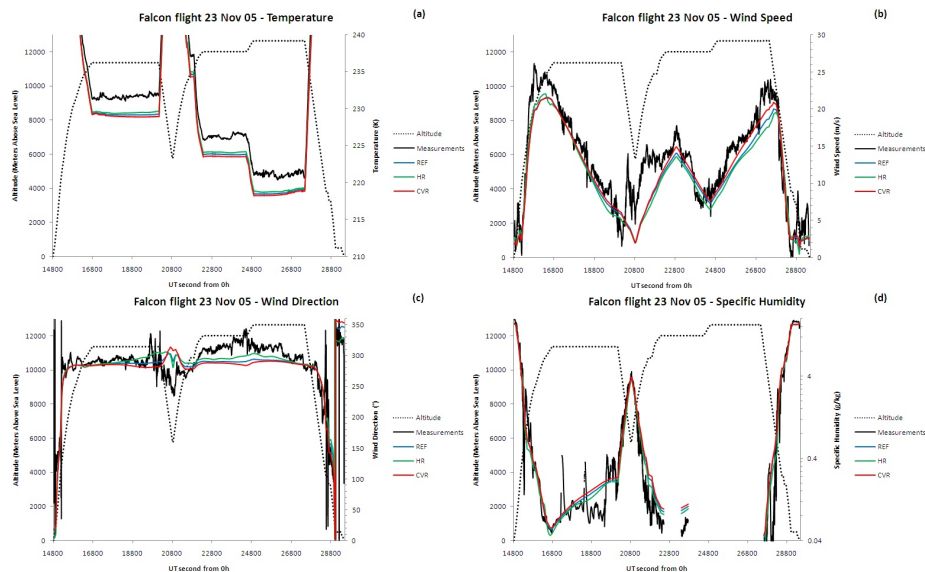 Falcon flight 23 Nov 05 - Temperature
(a)
Altitude (Meters Above Sea Level)
12000
10000
8000
6000
4000
2000
0
240
235
230
225
220
215
210
Temperature (K)
14800 16800 18800 20800 22800 24800 26800 28800
UT second from 0h
Altitude
Measurements
REF
HR
CVR
Falcon flight 23 Nov 05 - Wind Speed
(b)
Altitude (Meters Above Sea Level)
12000
10000
8000
6000
4000
2000
0
30
25
20
15
10
5
0
Wind Speed (m/s)
14800 16800 18800 20800 22800 24800 26800 28800
UT second from 0h
Altitude
Measurements
REF
HR
CVR
Falcon flight 23 Nov 05 - Wind Direction
(c)
Altitude (Meters Above Sea Level)
12000
10000
8000
6000
4000
2000
0
350
300
250
200
150
100
50
0
Wind Direction (°)
14800 16800 18800 20800 22800 24800 26800 28800
UT second from 0h
Altitude
Measurements
REF
HR
CVR
Falcon flight 23 Nov 05 - Specific Humidity
(d)
Altitude (Meters Above Sea Level)
12000
10000
8000
6000
4000
2000
0
4
0.4
0.04
Specific Humidity (g/kg)
14800 16800 18800 20800 22800 24800 26800 28800
UT second from 0h
Altitude
Measurements
REF
HR
CVR